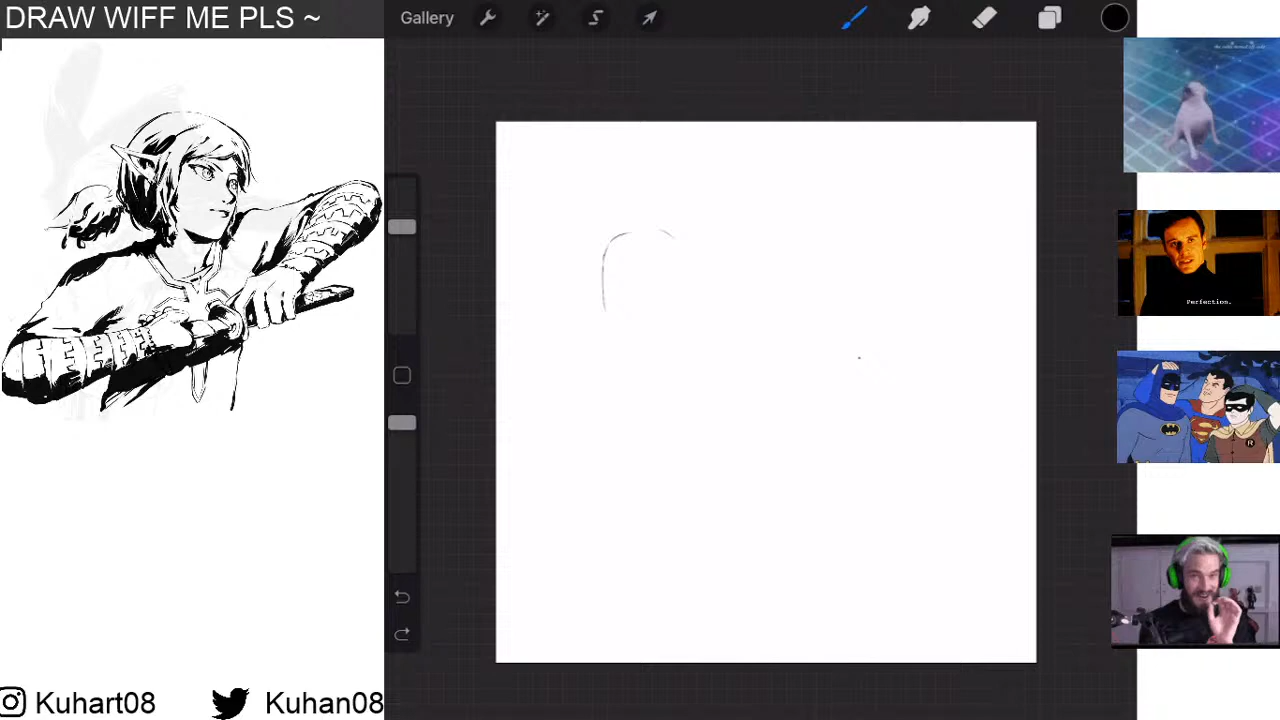 DRAW WIFF ME PLS ~
Gallery
Perfection.
R
Kuhart08
Kuhan08